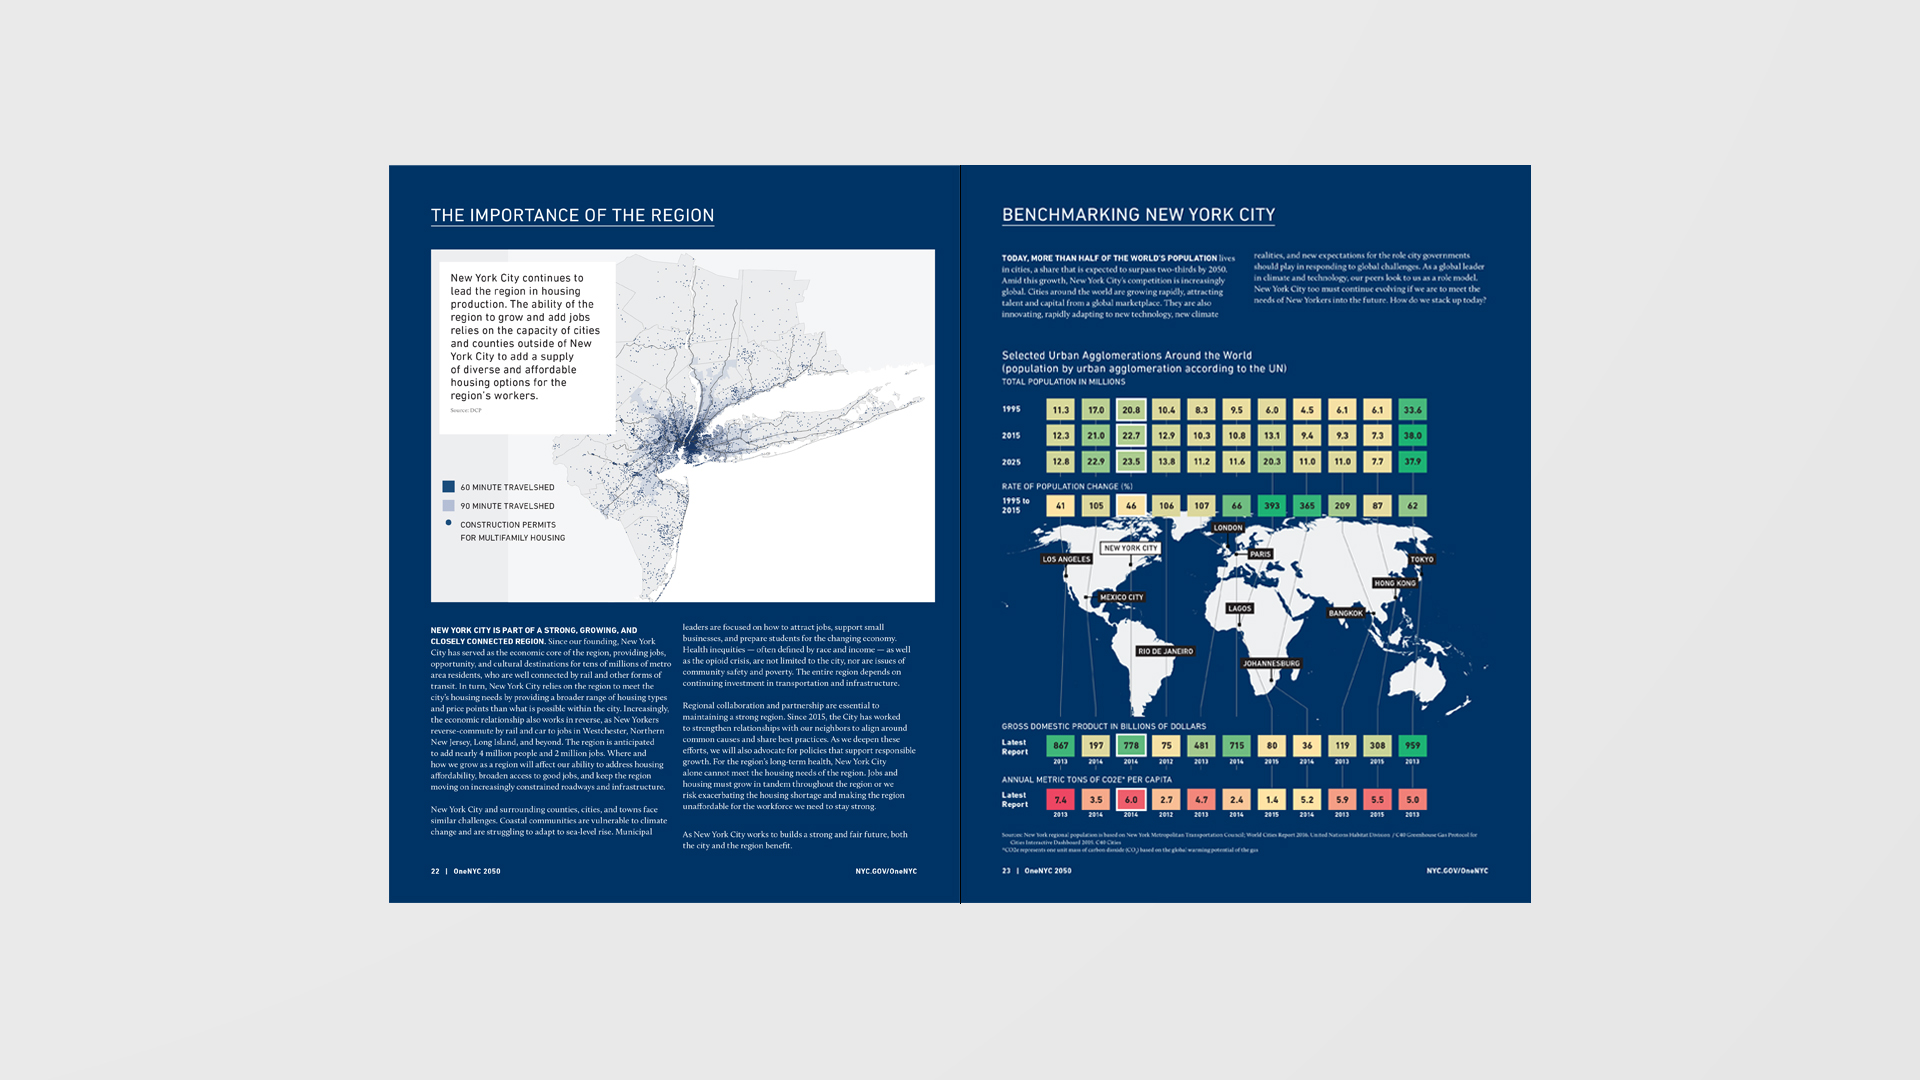 THE IMPORTANCE OF THE REGION
New York City continues to
lead the region in housing
production. The ability of the
region to grow and add jobs
relies on the capacity of cities
and counties outside of New
York City to add a supply
of diverse and affordable
housing options for the
region's workers.
Source: DCP
60 MINUTE TRAVELSHED
90 MINUTE TRAVELSHED
CONSTRUCTION PERMITS
FOR MULTIFAMILY HOUSING
NEW YORK CITY IS PART OF A STRONG, GROWING, AND
CLOSELY CONNECTED REGION. Since our founding, New York
City has served as the economic core of the region, providing jobs,
opportunity, and cultural destinations for tens of millions of metro
area residents, who are well connected by rail and other forms of
transit. In turn, New York City relies on the region to meet the
city's housing needs by providing a broader range of housing types
and price points than what is possible within the city. Increasingly,
the economic relationship also works in reverse, as New Yorkers
reverse-commute by rail and car to jobs in Westchester, Northern
New Jersey, Long Island, and beyond. The region is anticipated
to add nearly 4 million people and 2 million jobs. Where and
how we grow as a region will affect our ability to address housing
affordability, broaden access to good jobs, and keep the region
moving on increasingly constrained roadways and infrastructure.
New York City and surrounding counties, cities, and towns face
similar challenges. Coastal communities are vulnerable to climate
change and are struggling to adapt to sea-level rise. Municipal
leaders are focused on how to attract jobs, support small
businesses, and prepare students for the changing economy.
Health inequities — often defined by race and income — as well
as the opioid crisis, are not limited to the city, nor are issues of
community safety and poverty. The entire region depends on
continuing investment in transportation and infrastructure.
Regional collaboration and partnership are essential to
maintaining a strong region. Since 2015, the City has worked
to strengthen relationships with our neighbors to align around
common causes and share best practices. As we deepen these
efforts, we will also advocate for policies that support responsible
growth. For the region's long-term health, New York City
alone cannot meet the housing needs of the region. Jobs and
housing must grow in tandem throughout the region or we
risk exacerbating the housing shortage and making the region
unaffordable for the workforce we need to stay strong.
As New York City works to builds a strong and fair future, both
the city and the region benefit.
22 | OneNYC 2050
NYC.GOV/OneNYC
BENCHMARKING NEW YORK CITY
TODAY, MORE THAN HALF OF THE WORLD'S POPULATION lives
in cities, a share that is expected to surpass two-thirds by 2050.
Amid this growth, New York City's competition is increasingly
global. Cities around the world are growing rapidly, attracting
talent and capital from a global marketplace. They are also
innovating, rapidly adapting to new technology, new climate
realities, and new expectations for the role city governments
should play in responding to global challenges. As a global leader
in climate and technology, our peers look to us as a role model.
New York City too must continue evolving if we are to meet the
needs of New Yorkers into the future. How do we stack up today?
Selected Urban Agglomerations Around the World
(population by urban agglomeration according to the UN)
TOTAL POPULATION IN MILLIONS
1995 11.3 17.0 20.8 10.4 8.3 9.5 6.0 4.5 6.1 6.1 33.6
2015 12.3 21.0 22.7 12.9 10.3 10.8 13.1 9.4 9.3 7.3 38.0
2025 12.8 22.9 23.5 13.8 11.2 11.6 20.3 11.0 11.0 7.7 37.9
RATE OF POPULATION CHANGE (%)
1995 to
2015
41 105 46 106 107 66 393 365 209 87 62
LONDON
NEW YORK CITY
PARIS
LOS ANGELES
TOKYO
HONG KONG
MEXICO CITY
LAGOS
BANGKOK
RIO DE JANEIRO
JOHANNESBURG
GROSS DOMESTIC PRODUCT IN BILLIONS OF DOLLARS
Latest
Report
867 197 778 75 481 715 80 36 119 308 959
2013 2014 2014 2012 2013 2014 2015 2014 2013 2015 2013
ANNUAL METRIC TONS OF CO2E* PER CAPITA
Latest
Report
7.4 3.5 6.0 2.7 4.7 2.4 1.4 5.2 5.9 5.5 5.0
2013 2014 2014 2012 2013 2014 2015 2014 2013 2015 2013
Sources: New York regional population is based on New York Metropolitan Transportation Council; World Cities Report 2016, United Nations Habitat Division / C40 Greenhouse Gas Protocol for
Cities Interactive Dashboard 2015, C40 Cities
*CO2e represents one unit mass of carbon dioxide (CO2) based on the global warming potential of the gas
23 | OneNYC 2050
NYC.GOV/OneNYC